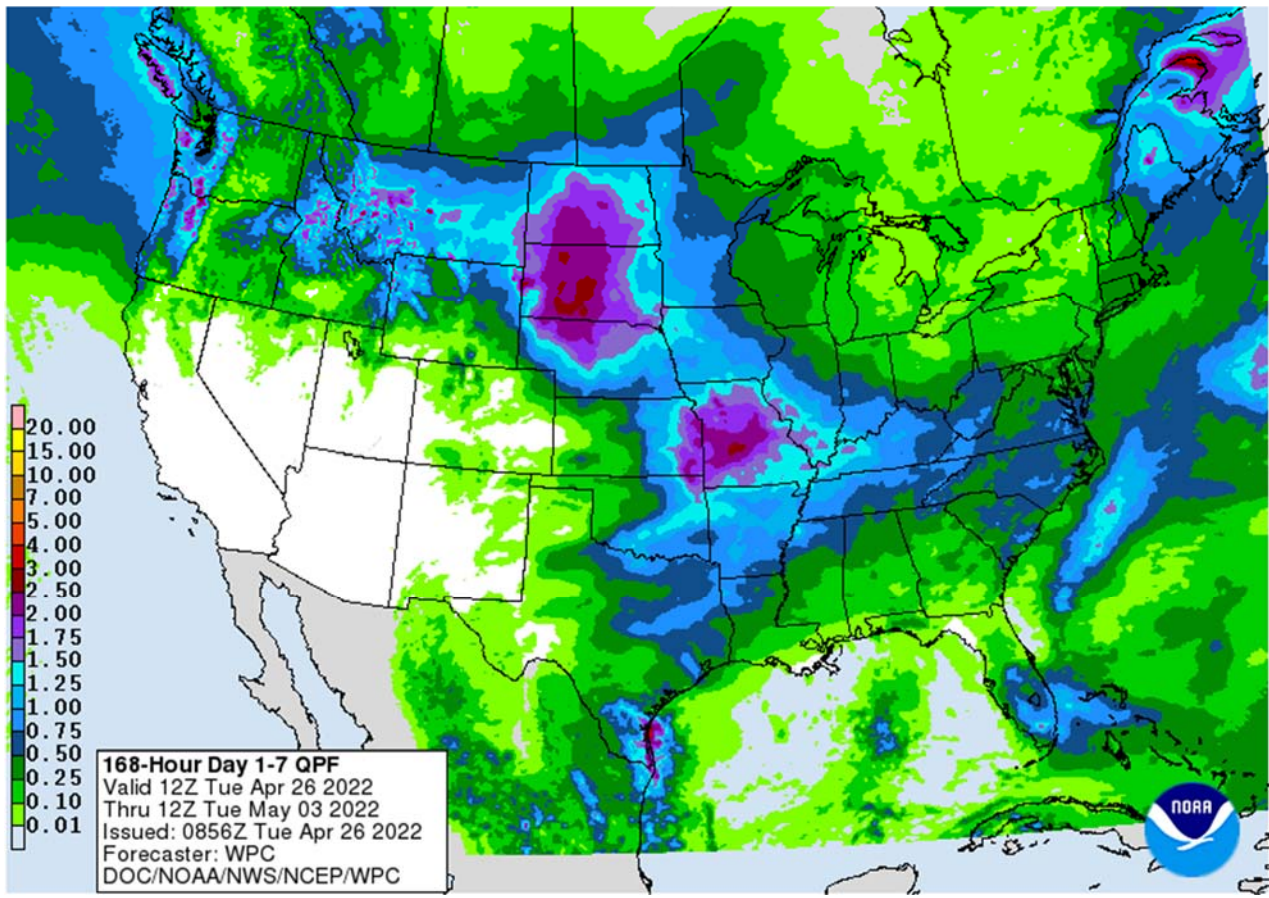 20.00
15.00
10.00
7.00
5.00
4.00
3.00
2.50
2.00
1.75
1.50
1.25
1.00
0.75
0.50
0.25
0.10
0.01
168-Hour Day 1-7 QPF
Valid 12Z Tue Apr 26 2022
Thru 12Z Tue May 03 2022
Issued: 0856Z Tue Apr 26 2022
Forecaster: WPC
DOC/NOAA/NWS/NCEP/WPC
NOAA